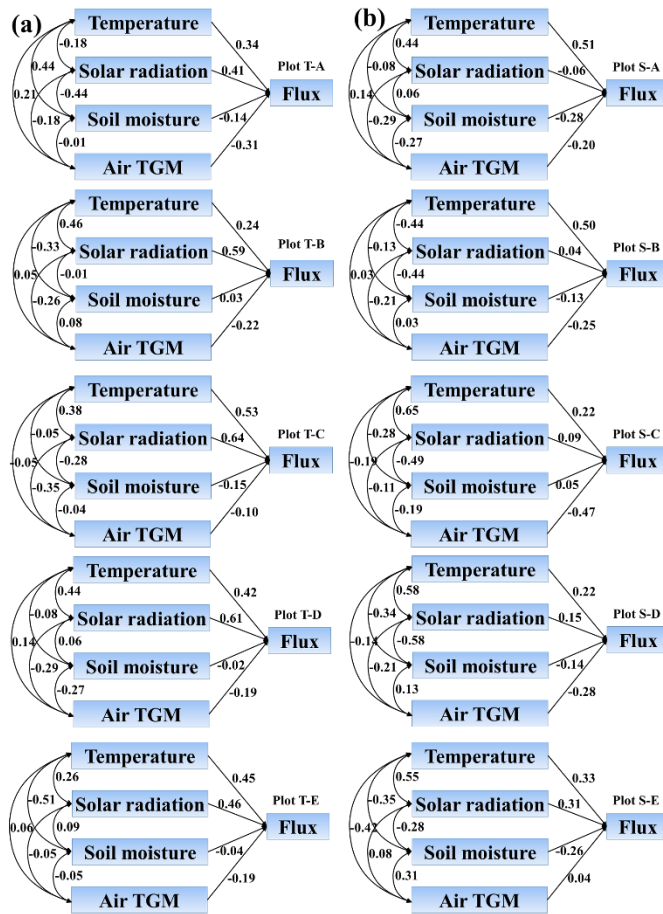 (a)
Temperature
-0.18
0.34
Plot T-A
0.44
Solar radiation
0.41
Flux
0.21
-0.44
-0.18
Soil moisture
-0.14
-0.01
-0.31
Air TGM
Temperature
0.46
0.24
Plot T-B
-0.33
Solar radiation
0.59
Flux
0.05
-0.01
-0.26
Soil moisture
0.03
0.08
-0.22
Air TGM
Temperature
0.38
0.53
Plot T-C
-0.05
Solar radiation
0.64
Flux
-0.05
-0.28
-0.35
Soil moisture
-0.15
-0.04
-0.10
Air TGM
Temperature
0.44
0.42
Plot T-D
-0.08
Solar radiation
0.61
Flux
0.14
0.06
-0.29
Soil moisture
-0.02
-0.27
-0.19
Air TGM
Temperature
0.26
0.45
Plot T-E
-0.51
Solar radiation
0.46
Flux
0.06
0.09
-0.05
Soil moisture
-0.04
-0.05
-0.19
Air TGM
(b)
Temperature
0.44
0.51
Plot S-A
-0.08
Solar radiation
-0.06
Flux
0.14
0.06
-0.29
Soil moisture
-0.28
-0.27
-0.20
Air TGM
Temperature
-0.44
0.50
Plot S-B
-0.13
Solar radiation
0.04
Flux
0.03
-0.44
-0.21
Soil moisture
-0.13
0.03
-0.25
Air TGM
Temperature
0.65
0.22
Plot S-C
-0.28
Solar radiation
0.09
Flux
-0.19
-0.49
-0.11
Soil moisture
0.05
-0.19
-0.47
Air TGM
Temperature
0.58
0.22
Plot S-D
-0.34
Solar radiation
0.15
Flux
-0.14
-0.58
-0.21
Soil moisture
-0.14
0.13
-0.28
Air TGM
Temperature
0.55
0.33
Plot S-E
-0.35
Solar radiation
0.31
Flux
-0.42
-0.28
0.08
Soil moisture
-0.26
0.31
0.04
Air TGM